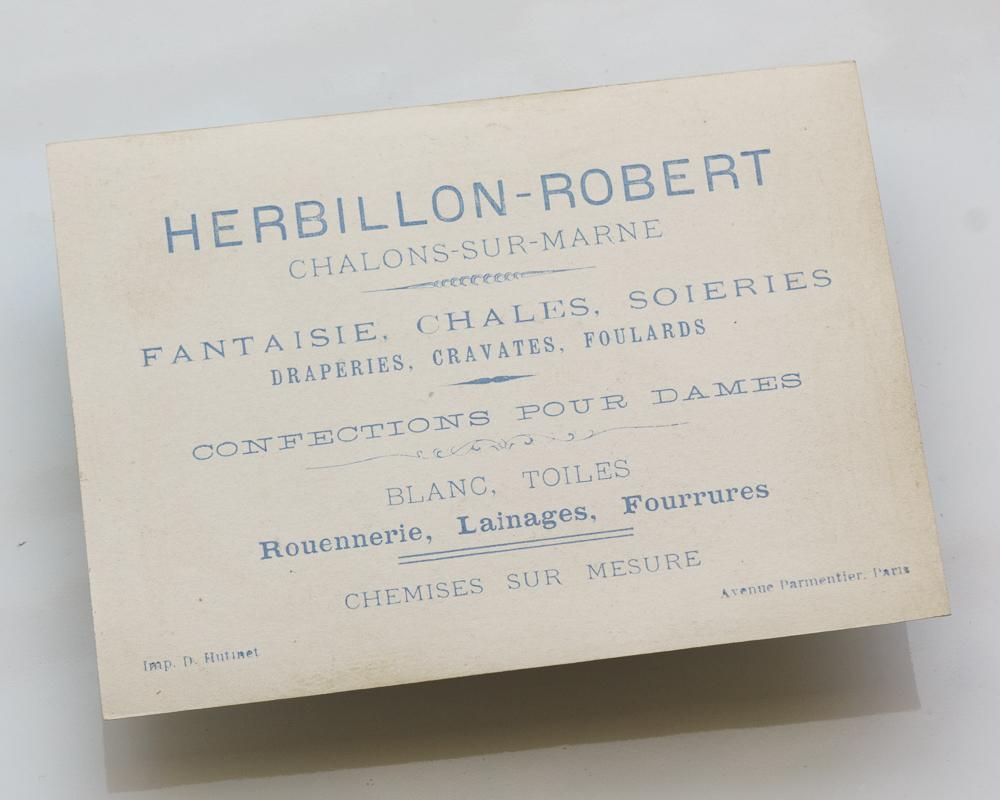 HERBILLON-ROBERT
CHALONS-SUR-MARNE
FANTAISIE, CHALES, SOIERIES
DRAPERIES, CRAVATES, FOULARDS
CONFECTIONS POUR DAMES
BLANC, TOILES
Rouennerie, Lainages, Fourrures
CHEMISES SUR MESURE
Imp. D. Hutinet
Avenue Parmentier. Paris